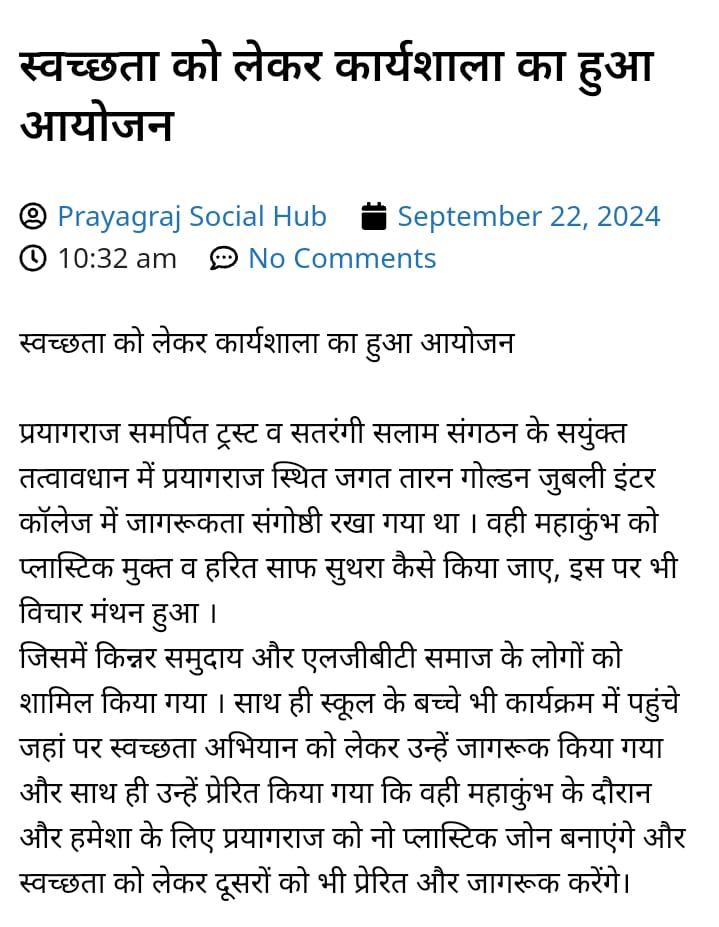 स्वच्छता को लेकर कार्यशाला का हुआ
आयोजन
Prayagraj Social Hub September 22, 2024
10:32 am No Comments
स्वच्छता को लेकर कार्यशाला का हुआ आयोजन
प्रयागराज समर्पित ट्रस्ट व सतरंगी सलाम संगठन के सयुंक्त
तत्वावधान में प्रयागराज स्थित जगत तारन गोल्डन जुबली इंटर
कॉलेज में जागरूकता संगोष्ठी रखा गया था । वही महाकुंभ को
प्लास्टिक मुक्त व हरित साफ सुथरा कैसे किया जाए, इस पर भी
विचार मंथन हुआ ।
जिसमें किन्नर समुदाय और एलजीबीटी समाज के लोगों को
शामिल किया गया । साथ ही स्कूल के बच्चे भी कार्यक्रम में पहुंचे
जहां पर स्वच्छता अभियान को लेकर उन्हें जागरूक किया गया
और साथ ही उन्हें प्रेरित किया गया कि वही महाकुंभ के दौरान
और हमेशा के लिए प्रयागराज को नो प्लास्टिक जोन बनाएंगे और
स्वच्छता को लेकर दूसरों को भी प्रेरित और जागरूक करेंगे।